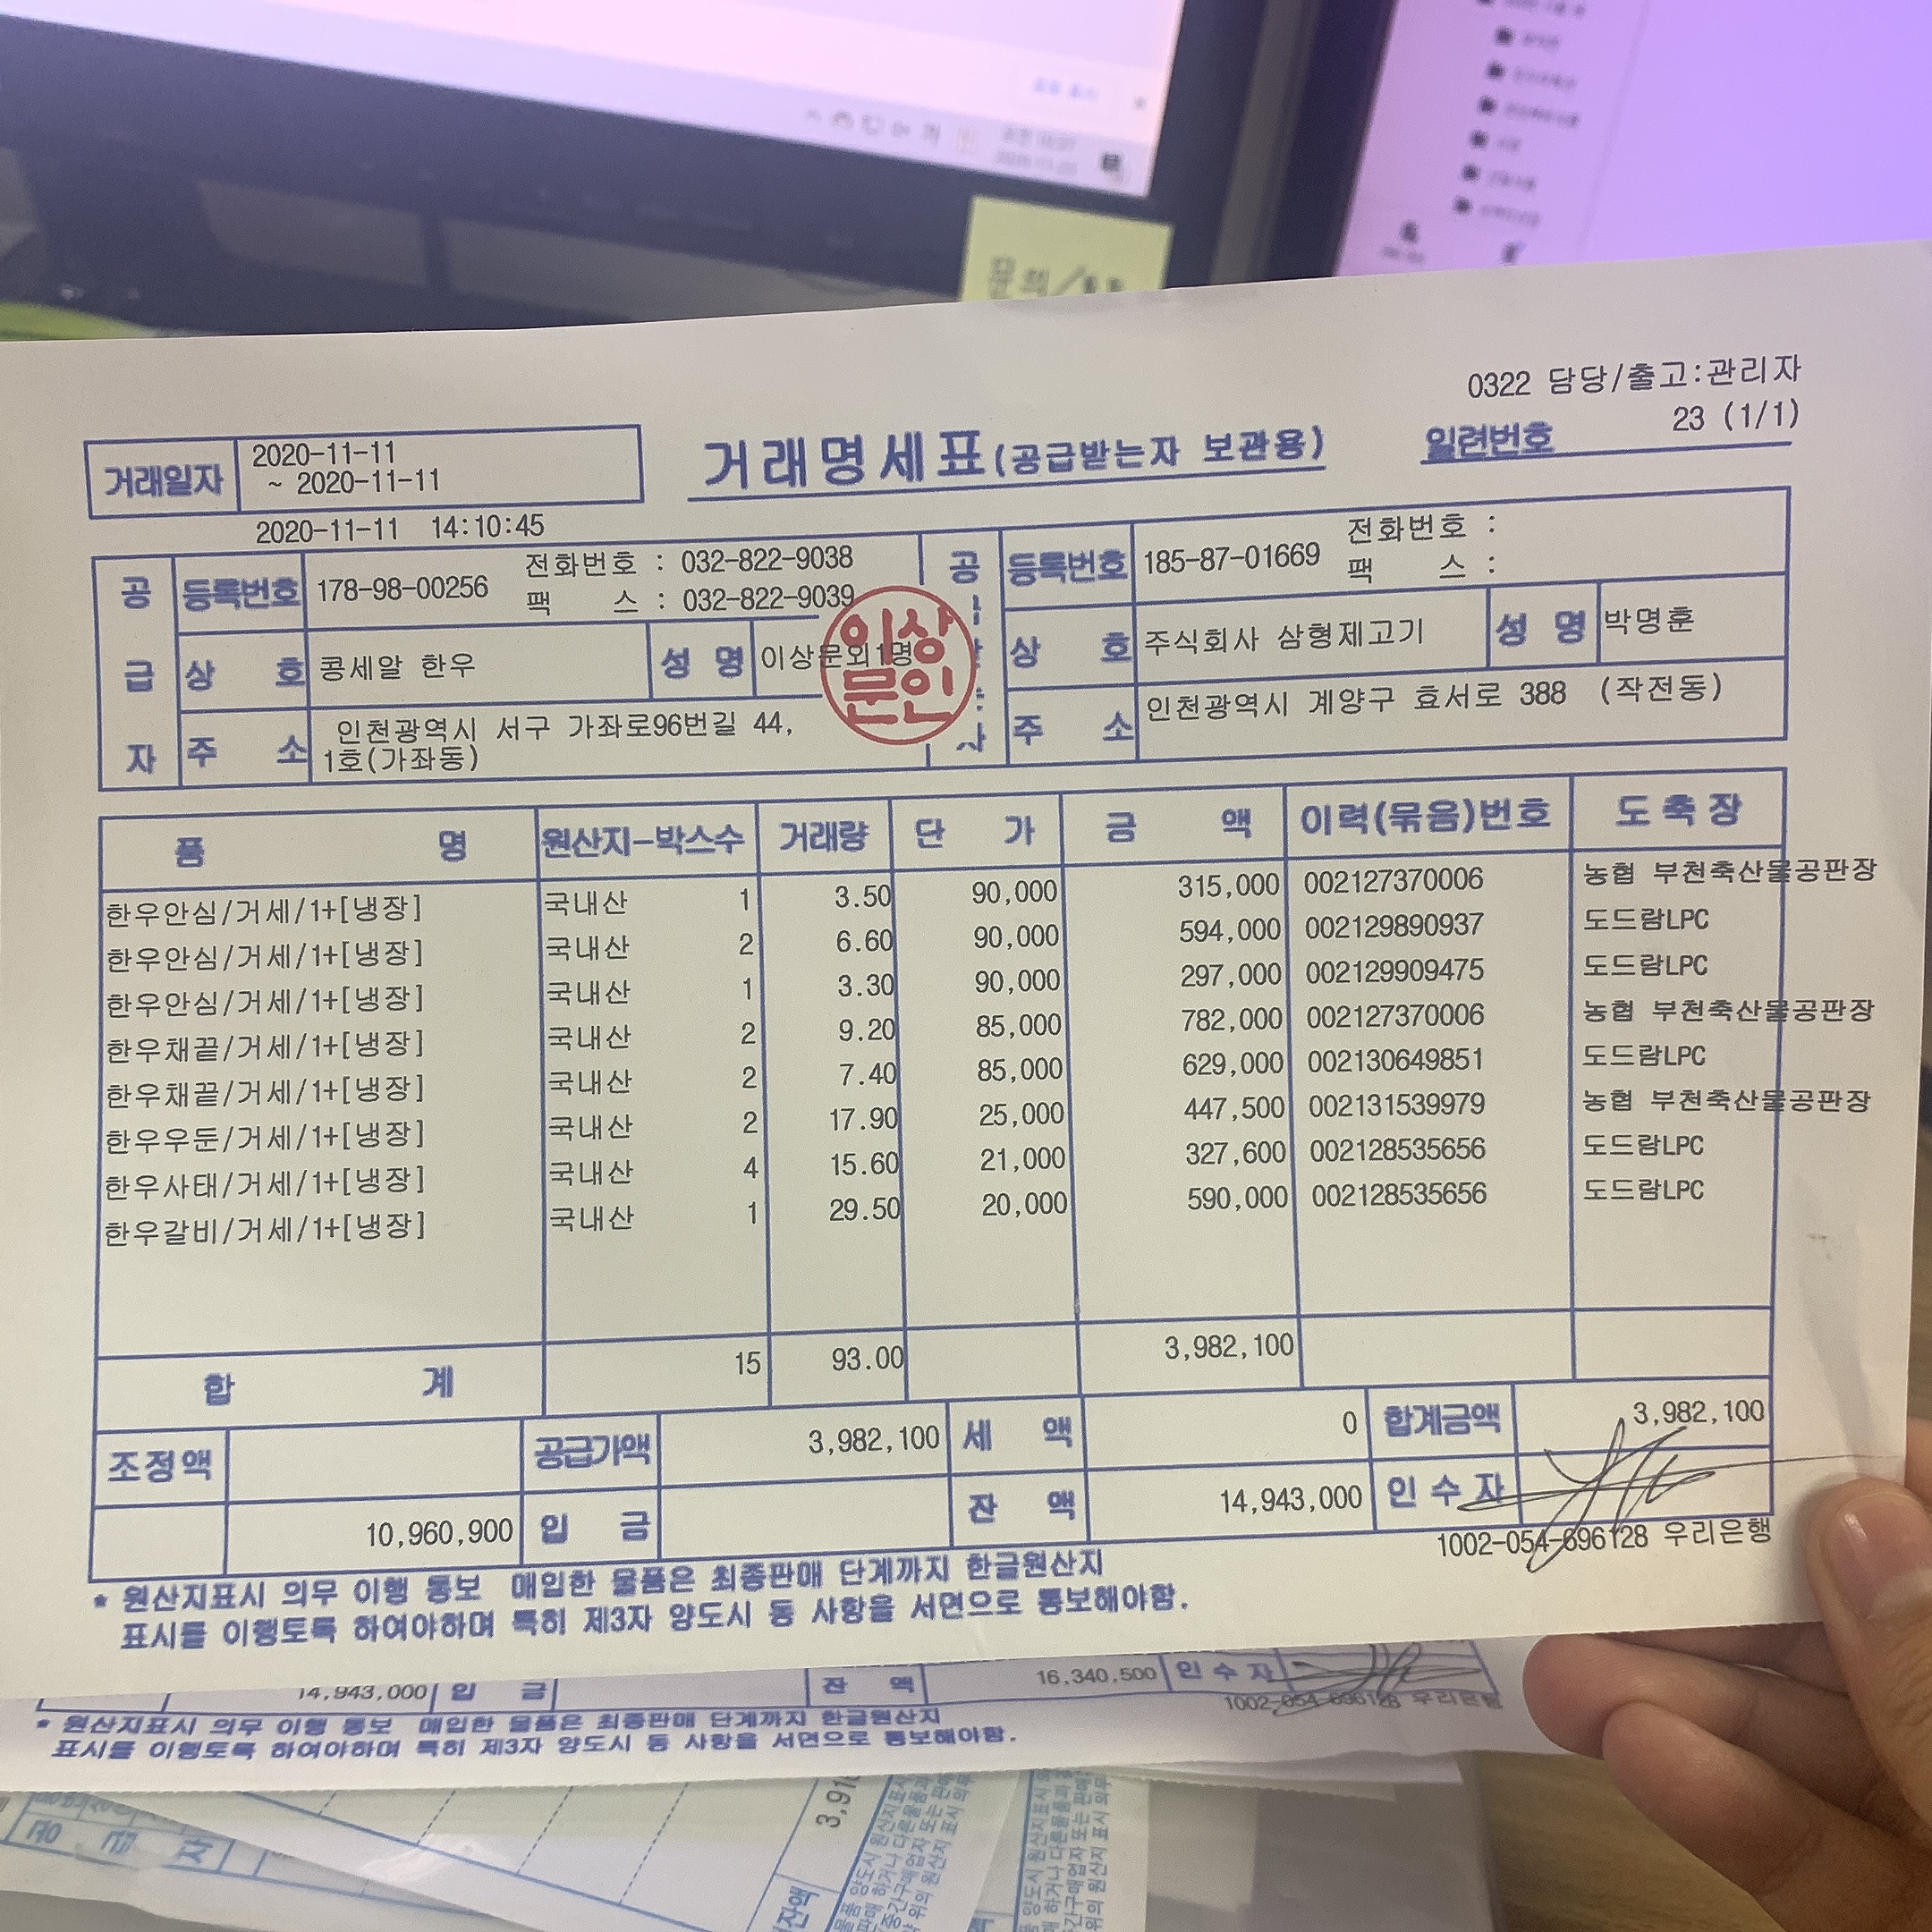 문의/
0322 담당/출고:관리자
거래일자 2020-11-11
~ 2020-11-11
거래명세표(공급받는자 보관용)
일련번호 23 (1/1)
2020-11-11 14:10:45
공급자
등록번호 178-98-00256 전화번호 : 032-822-9038
팩 스 : 032-822-9039
상 호 콩세알 한우 성 명 이상문외1명
이상문인
주 소 인천광역시 서구 가좌로96번길 44,
1호(가좌동)
공
자
등록번호 185-87-01669 전화번호 :
팩 스 :
상 호 주식회사 삼형제고기 성 명 박명훈
주 소 인천광역시 계양구 효서로 388 (작전동)
품 명 원산지-박스수 거래량 단 가 금 액 이력(묶음)번호 도축장
한우안심/거세/1+[냉장] 국내산 1 3.50 90,000 315,000 002127370006 농협 부천축산물공판장
한우안심/거세/1+[냉장] 국내산 2 6.60 90,000 594,000 002129890937 도드람LPC
한우안심/거세/1+[냉장] 국내산 1 3.30 90,000 297,000 002129909475 도드람LPC
한우채끝/거세/1+[냉장] 국내산 2 9.20 85,000 782,000 002127370006 농협 부천축산물공판장
한우채끝/거세/1+[냉장] 국내산 2 7.40 85,000 629,000 002130649851 도드람LPC
한우우둔/거세/1+[냉장] 국내산 2 17.90 25,000 447,500 002131539979 농협 부천축산물공판장
한우사태/거세/1+[냉장] 국내산 4 15.60 21,000 327,600 002128535656 도드람LPC
한우갈비/거세/1+[냉장] 국내산 1 29.50 20,000 590,000 002128535656 도드람LPC
합 계 15 93.00 3,982,100
조정액 공급가액 3,982,100 세 액 0 합계금액 3,982,100
10,960,900 입 금 잔 액 14,943,000 인수자
1002-054-696128 우리은행
* 원산지표시 의무 이행 통보 매입한 물품은 최종판매 단계까지 한글원산지
표시를 이행토록 하여야하며 특히 제3자 양도시 동 사항을 서면으로 통보해야함.
14,943,000 입 금 잔 액 16,340,500 인수자
1002-054-696128 우리은행
* 원산지표시 의무 이행 통보 매입한 물품은 최종판매 단계까지 한글원산지
표시를 이행토록 하여야하며 특히 제3자 양도시 동 사항을 서면으로 통보해야함.
공 급 자